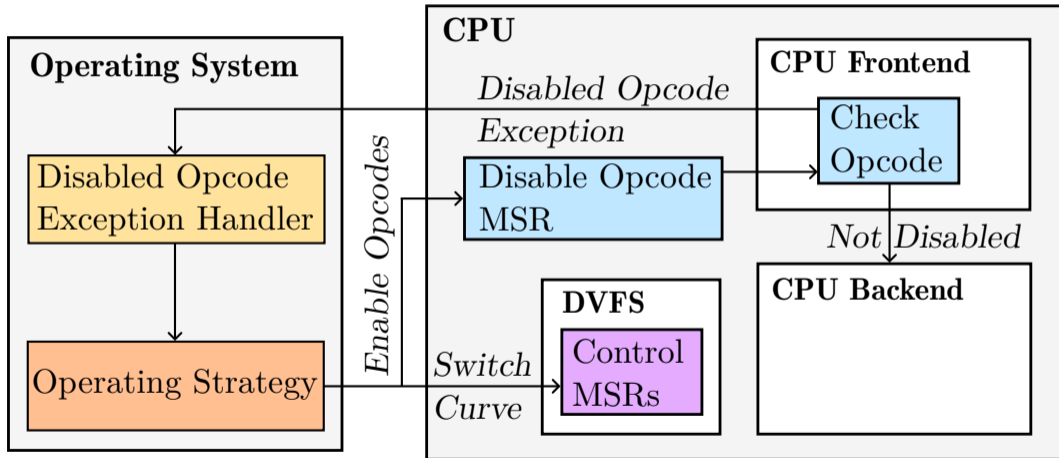 CPU
Operating System
CPU Frontend
Disabled Opcode
Exception
Check
Opcode
Disabled Opcode
Exception Handler
Disable Opcode
MSR
Enable Opcodes
Not Disabled
DVFS
CPU Backend
Control
MSRs
Operating Strategy
Switch
Curve